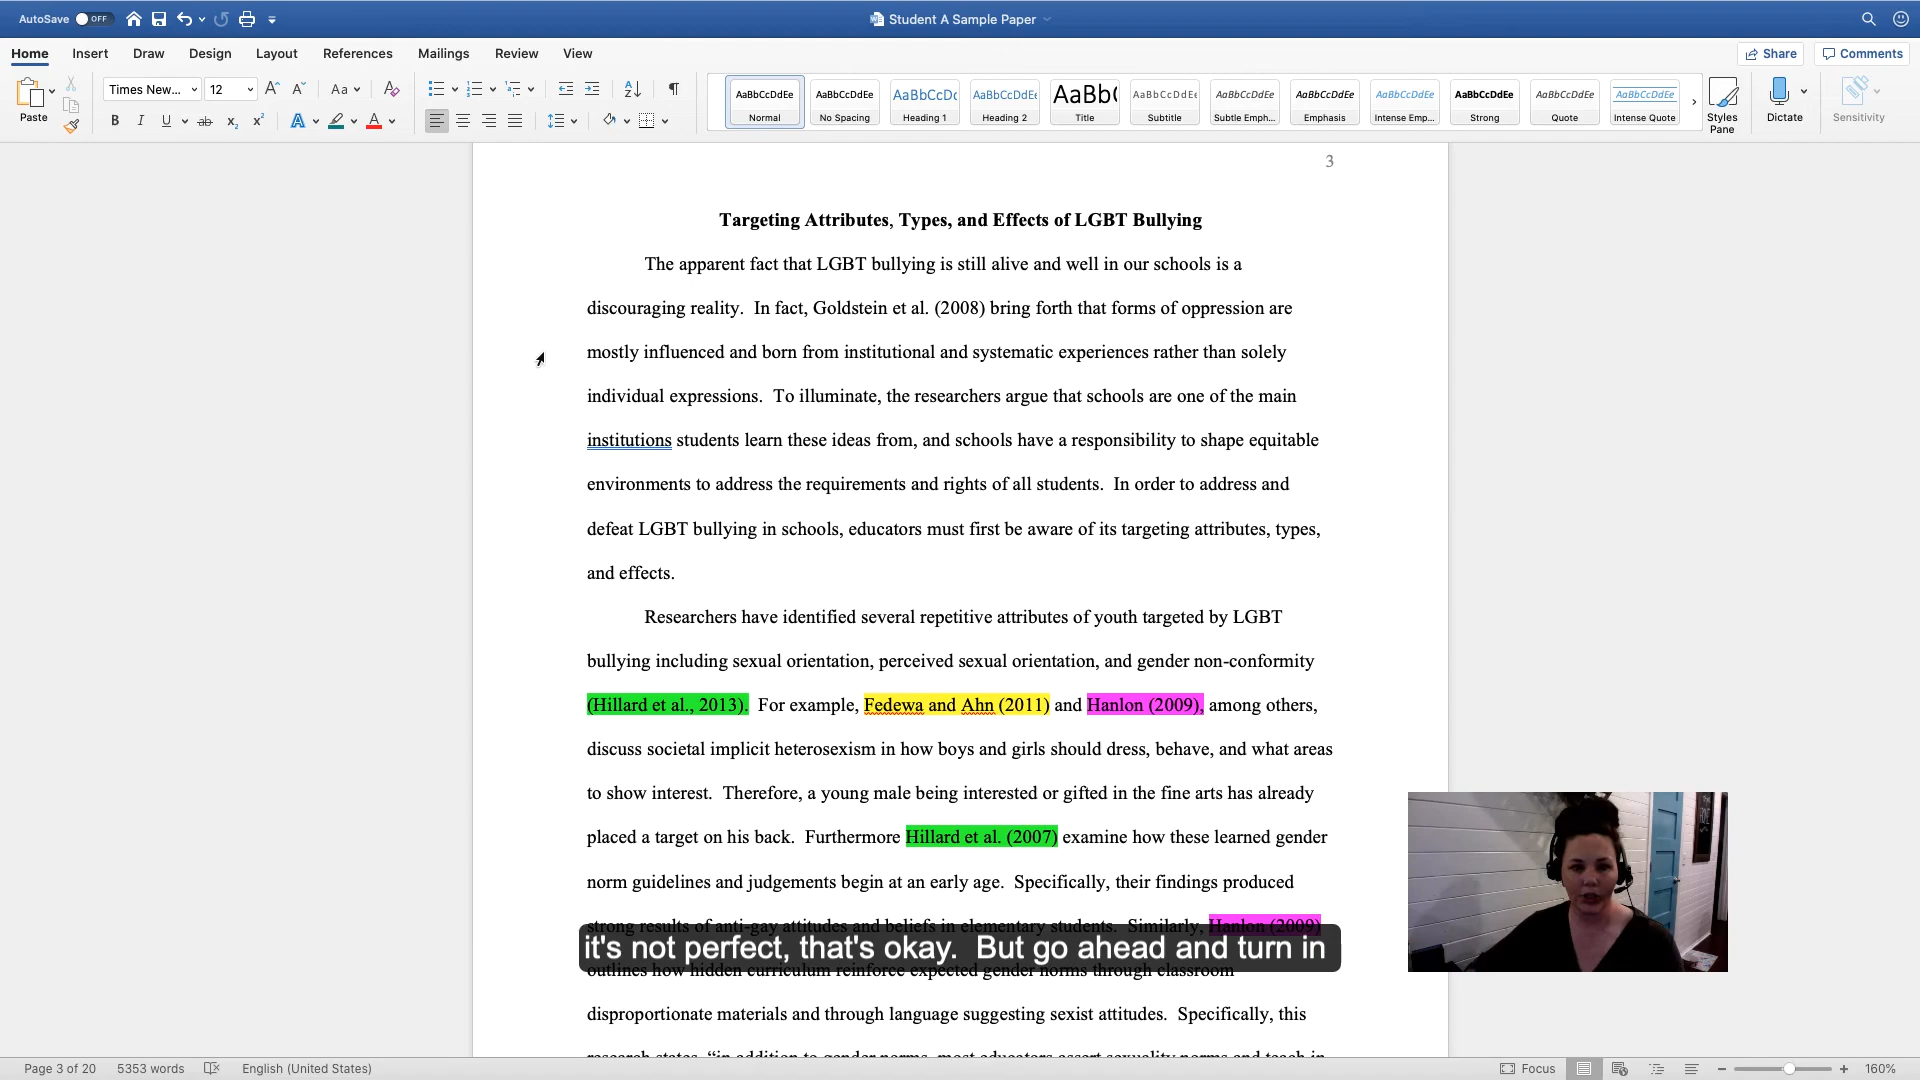 AutoSave OFF Student A Sample Paper
Home Insert Draw Design Layout References Mailings Review View Share Comments
Paste Times New... 12 Aa AaBbCcDdEe Normal AaBbCcDdEe No Spacing AaBbCcDc Heading 1 AaBbCcDdEe Heading 2 AaBb( Title AaBbCcDdEe Subtitle AaBbCcDdEe Subtle Emph... AaBbCcDdEe Emphasis AaBbCcDdEe Intense Emp... AaBbCcDdEe Strong AaBbCcDdEe Quote AaBbCcDdEe Intense Quote Styles Pane Dictate Sensitivity
B I U ab x2 x2 A A
3
Targeting Attributes, Types, and Effects of LGBT Bullying
The apparent fact that LGBT bullying is still alive and well in our schools is a
discouraging reality. In fact, Goldstein et al. (2008) bring forth that forms of oppression are
mostly influenced and born from institutional and systematic experiences rather than solely
individual expressions. To illuminate, the researchers argue that schools are one of the main
institutions students learn these ideas from, and schools have a responsibility to shape equitable
environments to address the requirements and rights of all students. In order to address and
defeat LGBT bullying in schools, educators must first be aware of its targeting attributes, types,
and effects.
Researchers have identified several repetitive attributes of youth targeted by LGBT
bullying including sexual orientation, perceived sexual orientation, and gender non-conformity
(Hillard et al., 2013). For example, Fedewa and Ahn (2011) and Hanlon (2009), among others,
discuss societal implicit heterosexism in how boys and girls should dress, behave, and what areas
to show interest. Therefore, a young male being interested or gifted in the fine arts has already
placed a target on his back. Furthermore Hillard et al. (2007) examine how these learned gender
norm guidelines and judgements begin at an early age. Specifically, their findings produced
strong results of anti-gay attitudes and beliefs in elementary students. Similarly, Hanlon (2009)
it's not perfect, that's okay. But go ahead and turn in
outlines how hidden curriculum reinforce expected gender norms through classroom
disproportionate materials and through language suggesting sexist attitudes. Specifically, this
research states, "in addition to gender norms, most educators assert sexuality norms and teach in
Page 3 of 20 5353 words English (United States) Focus 160%